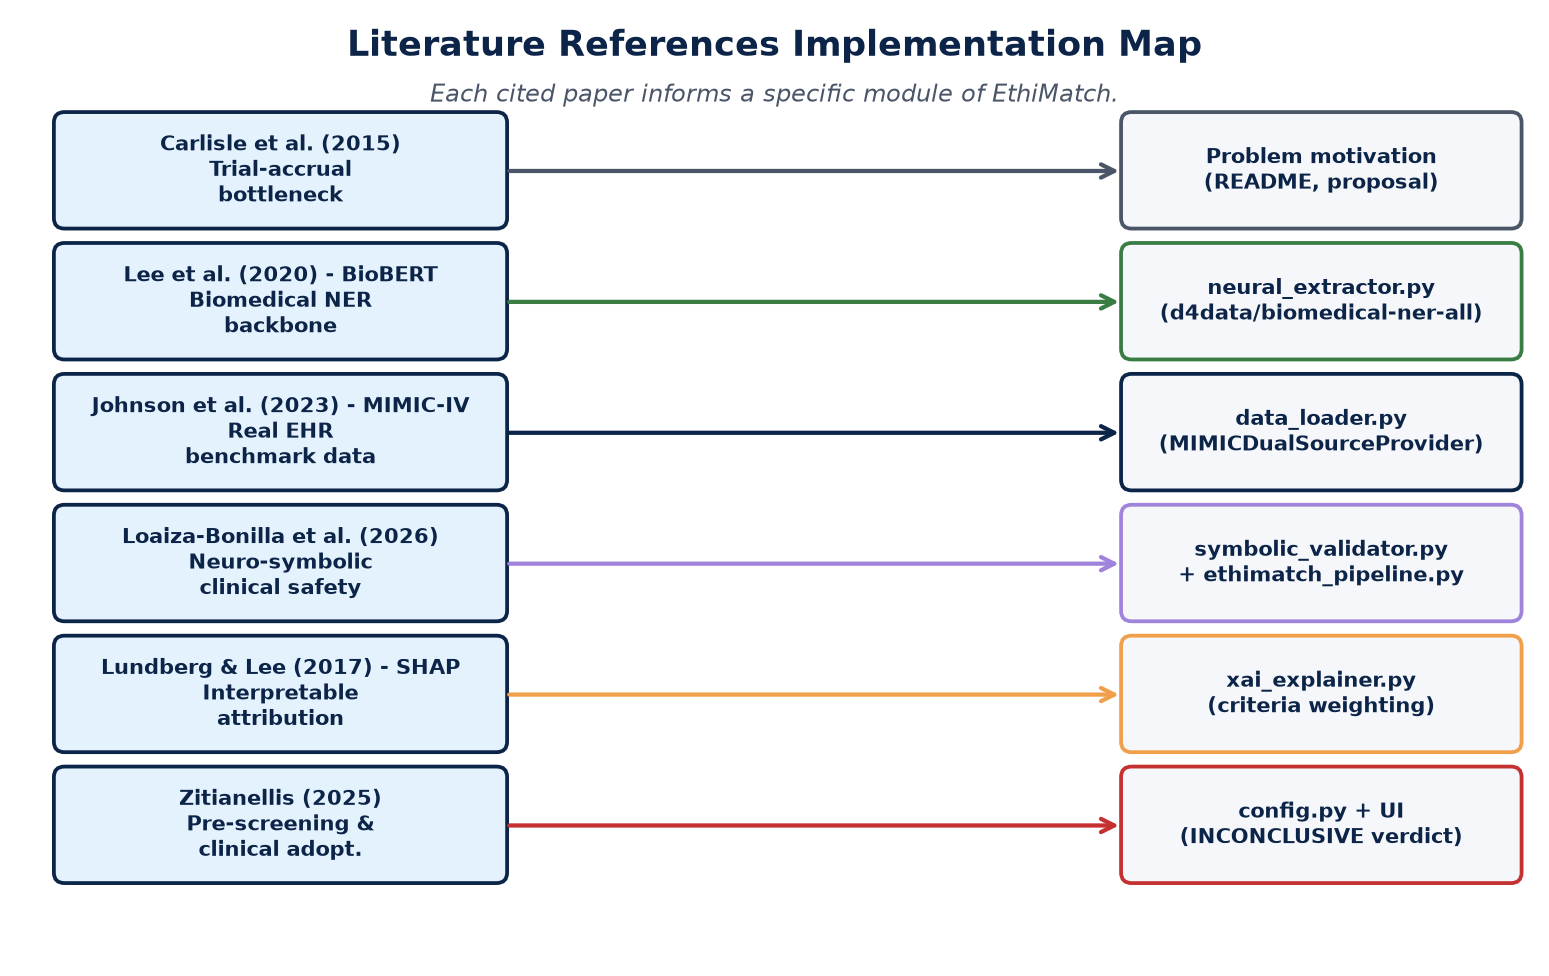 Literature References Implementation Map
Each cited paper informs a specific module of EthiMatch.
Carlisle et al. (2015)
Trial-accrual
bottleneck
Problem motivation
(README, proposal)
Lee et al. (2020) - BioBERT
Biomedical NER
backbone
neural_extractor.py
(d4data/biomedical-ner-all)
Johnson et al. (2023) - MIMIC-IV
Real EHR
benchmark data
data_loader.py
(MIMICDualSourceProvider)
Loaiza-Bonilla et al. (2026)
Neuro-symbolic
clinical safety
symbolic_validator.py
+ ethimatch_pipeline.py
Lundberg & Lee (2017) - SHAP
Interpretable
attribution
xai_explainer.py
(criteria weighting)
Zitianellis (2025)
Pre-screening &
clinical adopt.
config.py + UI
(INCONCLUSIVE verdict)